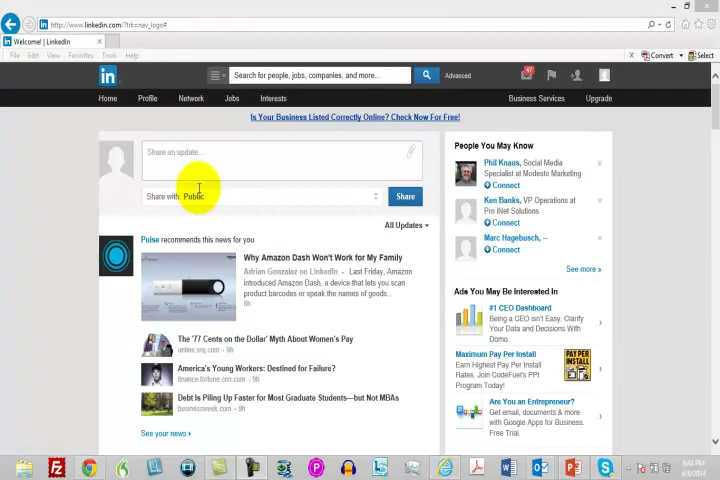 http://www.linkedin.com/?trk=nav_logo#
Welcome! | LinkedIn
File Edit View Favorites Tools Help
x Convert Select
in
Search for people, jobs, companies, and more...
Advanced
47
Home Profile Network Jobs Interests Business Services Upgrade
Is Your Business Listed Correctly Online? Check Now For Free!
Share an update...
Share with: Public
Share
All Updates
Pulse recommends this news for you
Why Amazon Dash Won't Work for My Family
Adrian Gonzalez on LinkedIn - Last Friday, Amazon
introduced Amazon Dash, a device that lets you scan
product barcodes or speak the names of goods...
8h
The '77 Cents on the Dollar' Myth About Women's Pay
online.wsj.com - 9h
America's Young Workers: Destined for Failure?
finance.fortune.cnn.com - 9h
Debt Is Piling Up Faster for Most Graduate Students—but Not MBAs
businessweek.com - 9h
See your news
People You May Know
Phil Knaus, Social Media
Specialist at Modesto Marketing
Connect
Ken Banks, VP Operations at
Pro iNet Solutions
Connect
Marc Hagebusch, --
Connect
See more »
Ads You May Be Interested In
#1 CEO Dashboard
Being a CEO isn't Easy. Clarify
Your Data and Decisions With
Domo.
Maximum Pay Per Install
Earn Highest Pay Per Install
Rates. Join CodeFuel's PPI
Program Today!
PAY PER
INSTALL
Are You an Entrepreneur?
Get email, documents & more
with Google Apps for Business.
Free Trial.